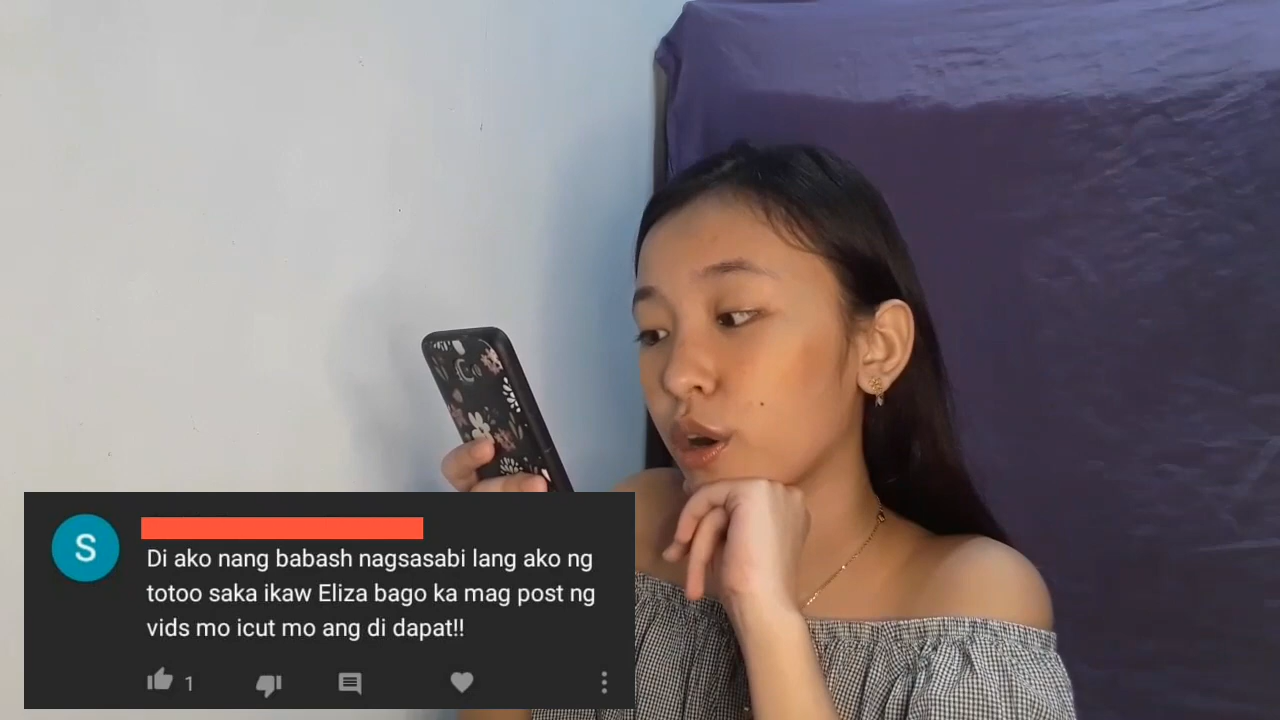 S
Di ako nang babash nagsasabi lang ako ng
totoo saka ikaw Eliza bago ka mag post ng
vids mo icut mo ang di dapat!!
1